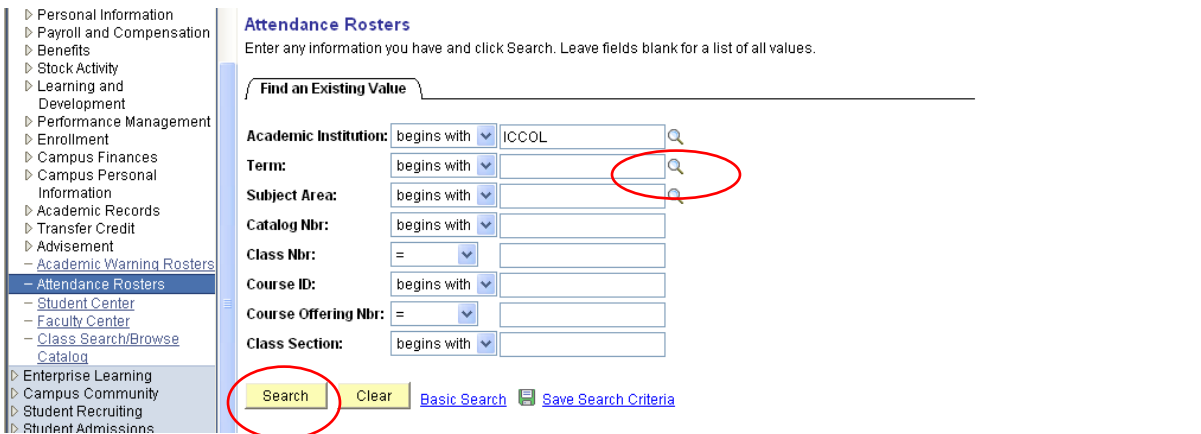 Personal Information
Payroll and Compensation
Benefits
Stock Activity
Learning and
Development
Performance Management
Enrollment
Campus Finances
Campus Personal
Information
Academic Records
Transfer Credit
Advisement
– Academic Warning Rosters
– Attendance Rosters
– Student Center
– Faculty Center
– Class Search/Browse
Catalog
Enterprise Learning
Campus Community
Student Recruiting
Student Admissions
Attendance Rosters
Enter any information you have and click Search. Leave fields blank for a list of all values.
Find an Existing Value
Academic Institution: begins with ICCOL
Term: begins with
Subject Area: begins with
Catalog Nbr: begins with
Class Nbr: =
Course ID: begins with
Course Offering Nbr: =
Class Section: begins with
Search Clear Basic Search Save Search Criteria